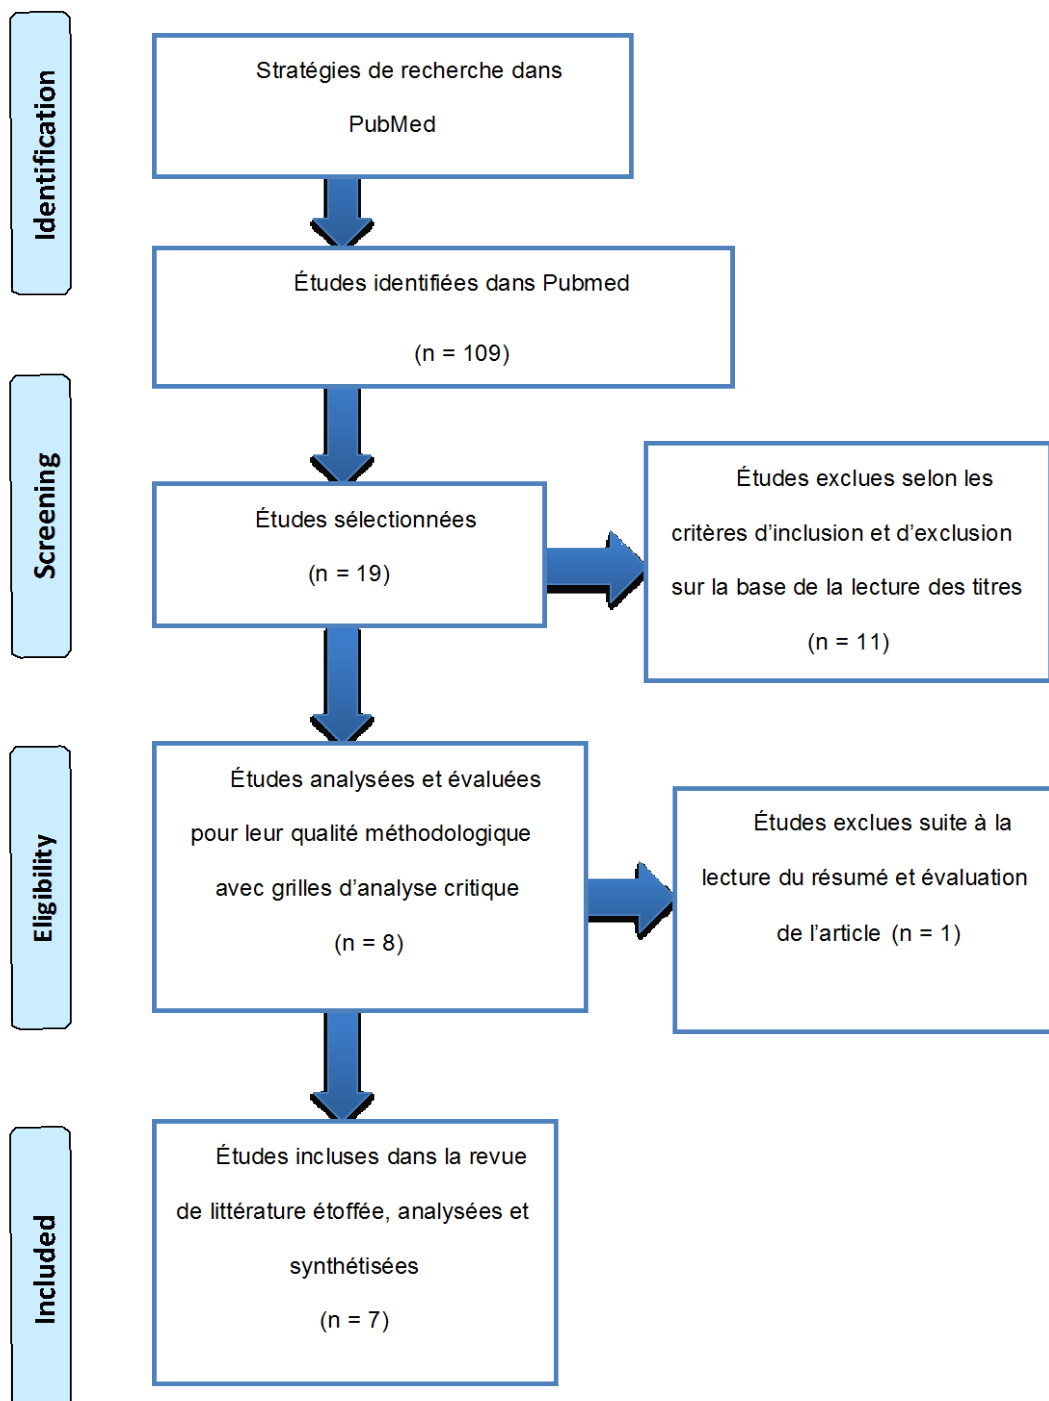 Identification
Stratégies de recherche dans
PubMed
Études identifiées dans Pubmed
(n = 109)
Screening
Études sélectionnées
(n = 19)
Études exclues selon les
critères d’inclusion et d’exclusion
sur la base de la lecture des titres
(n = 11)
Eligibility
Études analysées et évaluées
pour leur qualité méthodologique
avec grilles d’analyse critique
(n = 8)
Études exclues suite à la
lecture du résumé et évaluation
de l’article (n = 1)
Included
Études incluses dans la revue
de littérature étoffée, analysées et
synthétisées
(n = 7)